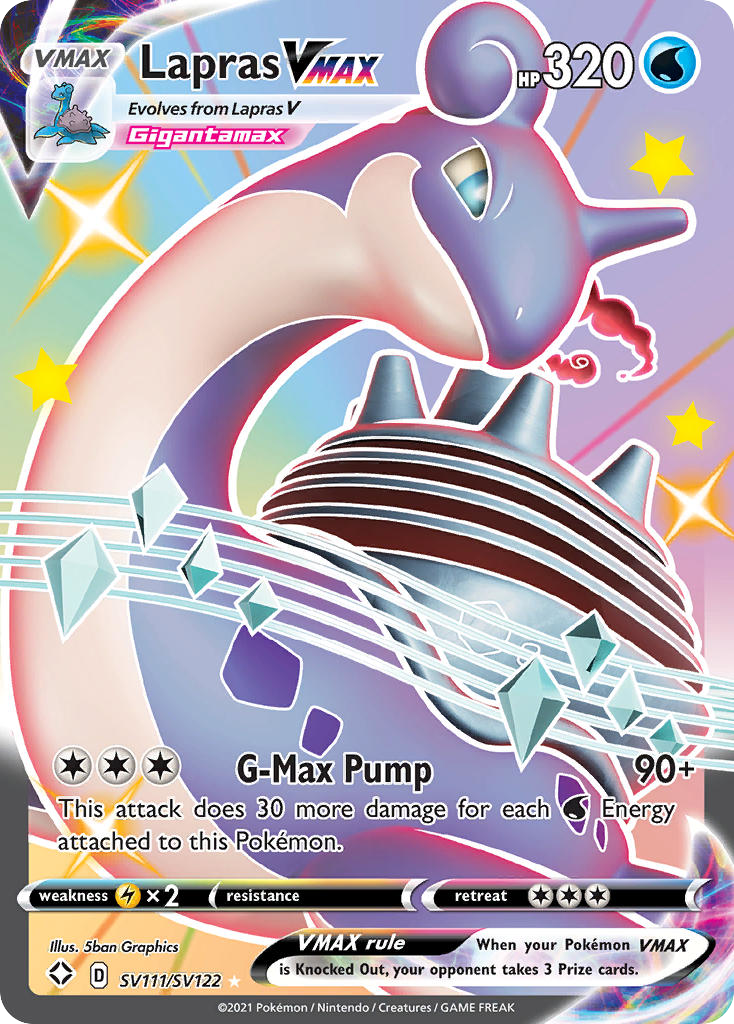 VMAX
Lapras VMAX
HP 320
Evolves from Lapras V
Gigantamax
G-Max Pump 90+
This attack does 30 more damage for each Energy
attached to this Pokémon.
weakness ×2 resistance retreat
Illus. 5ban Graphics
VMAX rule When your Pokémon VMAX
is Knocked Out, your opponent takes 3 Prize cards.
D SV111/SV122
©2021 Pokémon / Nintendo / Creatures / GAME FREAK